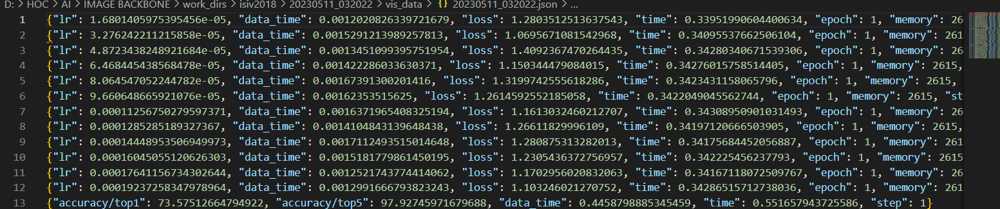 D: > HOC > AI > IMAGE BACKBONE > work_dirs > isiv2018 > 20230511_032022 > vis_data > {} 20230511_032022.json > ...
1 {"lr": 1.6801405975395456e-05, "data_time": 0.0012020826339721679, "loss": 1.2803512513637543, "time": 0.33951990604400634, "epoch": 1, "memory": 26
2 {"lr": 3.276242211215858e-05, "data_time": 0.0015291213989257813, "loss": 1.0695671081542968, "time": 0.34095537662506104, "epoch": 1, "memory": 261
3 {"lr": 4.8723438248921684e-05, "data_time": 0.0013451099395751954, "loss": 1.4092367470264435, "time": 0.34280340671539306, "epoch": 1, "memory": 26
4 {"lr": 6.468445438568478e-05, "data_time": 0.001422286033630371, "loss": 1.150344479084015, "time": 0.34276015758514405, "epoch": 1, "memory": 2615,
5 {"lr": 8.064547052244782e-05, "data_time": 0.00167391300201416, "loss": 1.3199742555618286, "time": 0.3423431158065796, "epoch": 1, "memory": 2615,
6 {"lr": 9.660648665921076e-05, "data_time": 0.00162353515625, "loss": 1.2614592552185058, "time": 0.3422049045562744, "epoch": 1, "memory": 2615, "st
7 {"lr": 0.00011256750279597371, "data_time": 0.0016371965408325194, "loss": 1.1613032460212707, "time": 0.34308950901031493, "epoch": 1, "memory": 26
8 {"lr": 0.0001285285189327367, "data_time": 0.0014104843139648438, "loss": 1.26611829996109, "time": 0.34197120666503905, "epoch": 1, "memory": 2615,
9 {"lr": 0.00014448953506949973, "data_time": 0.0017112493515014648, "loss": 1.280875313282013, "time": 0.34175684452056887, "epoch": 1, "memory": 261
10 {"lr": 0.00016045055120626303, "data_time": 0.0015181779861450195, "loss": 1.2305436372756957, "time": 0.342225456237793, "epoch": 1, "memory": 2615
11 {"lr": 0.00017641156734302644, "data_time": 0.0012521743774414062, "loss": 1.1702956020832063, "time": 0.34167118072509767, "epoch": 1, "memory": 26
12 {"lr": 0.00019237258347978964, "data_time": 0.0012991666793823243, "loss": 1.103246021270752, "time": 0.34286515712738036, "epoch": 1, "memory": 261
13 {"accuracy/top1": 73.57512664794922, "accuracy/top5": 97.92745971679688, "data_time": 0.4458798885345459, "time": 0.551657943725586, "step": 1}